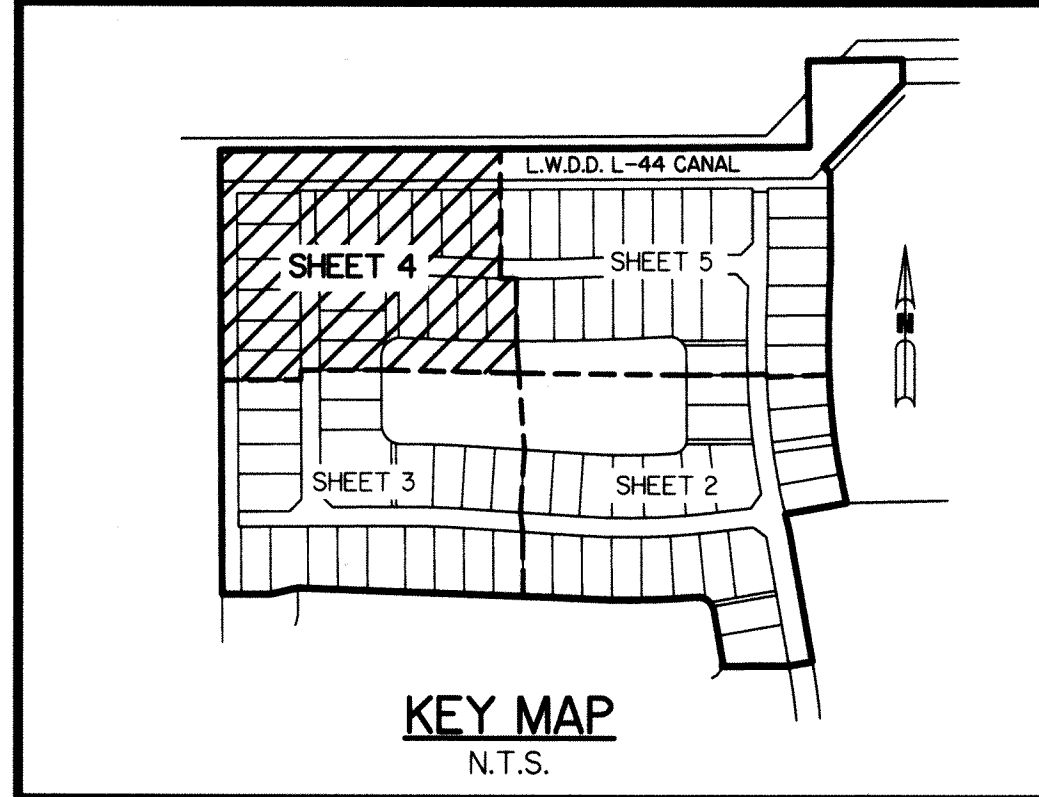 L.W.D.D. L-44 CANAL
SHEET 4
SHEET 5
N
SHEET 3
SHEET 2
KEY MAP
N.T.S.